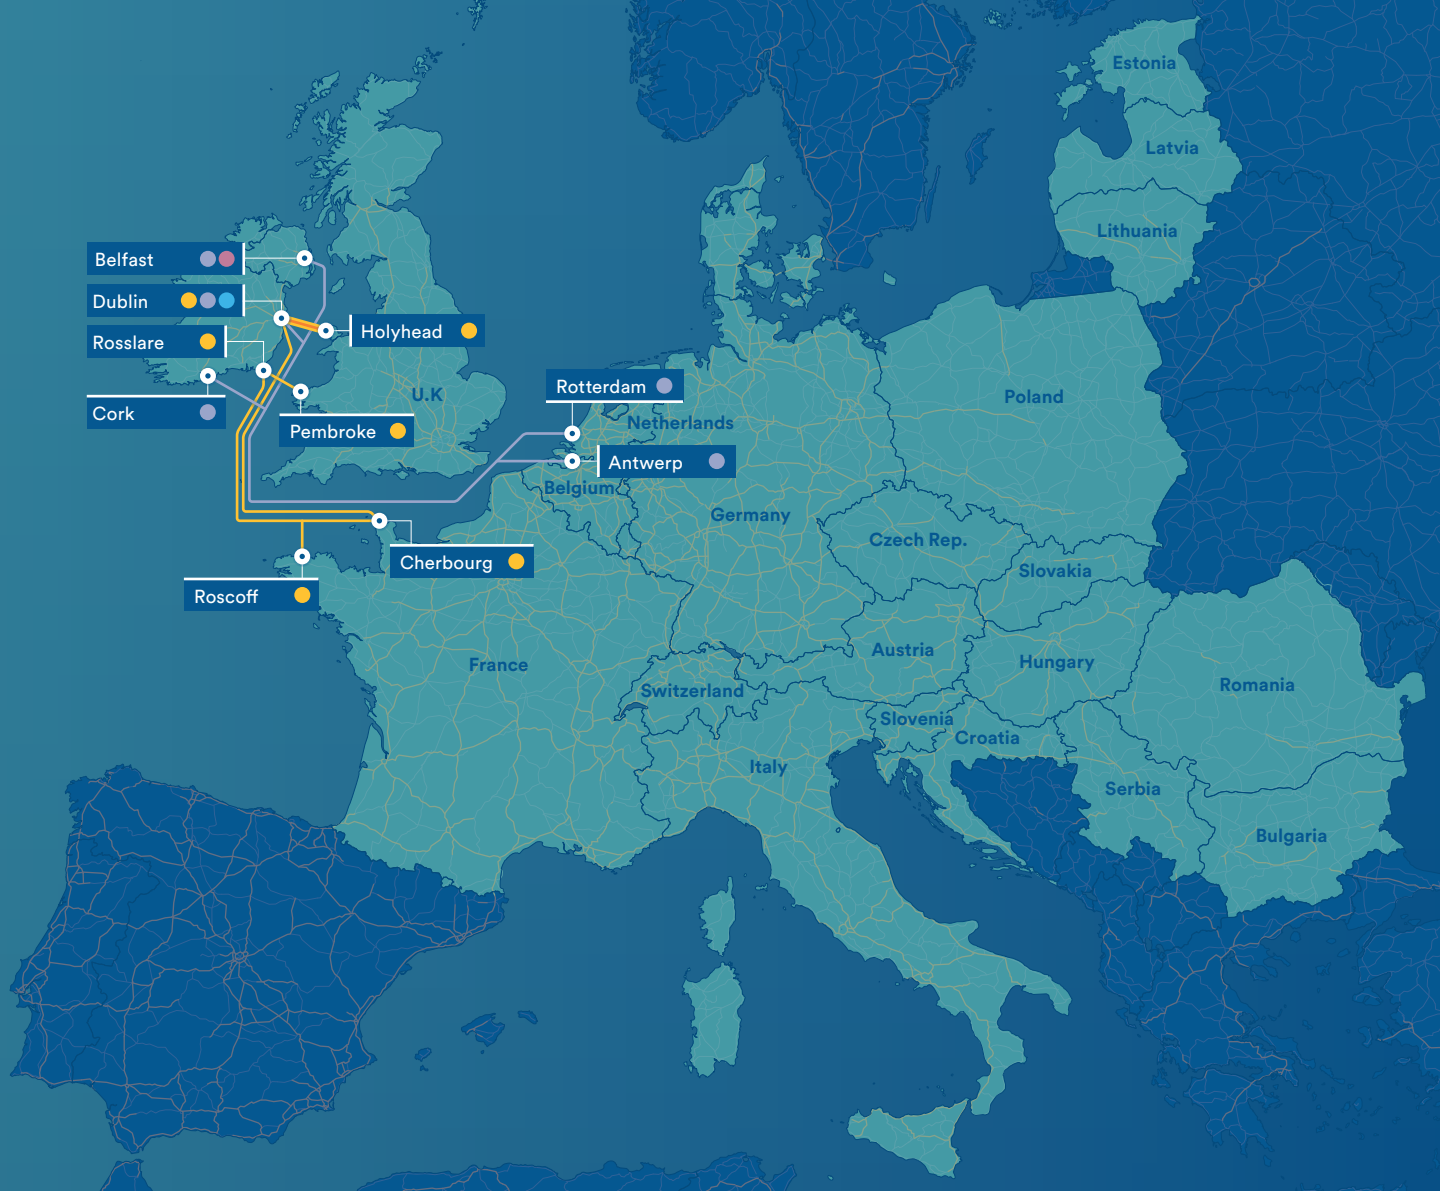 Estonia
Latvia
Lithuania
Belfast
Dublin
Holyhead
Rosslare
Rotterdam
U.K
Poland
Cork
Netherlands
Pembroke
Antwerp
Belgium
Germany
Czech Rep.
Cherbourg
Slovakia
Roscoff
Austria
Hungary
France
Romania
Switzerland
Slovenia
Croatia
Italy
Serbia
Bulgaria